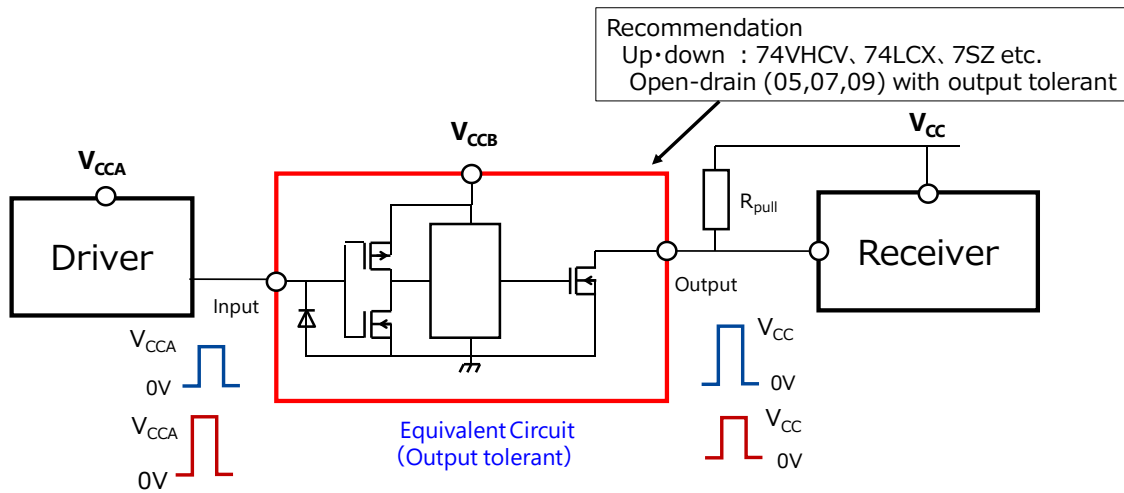 Recommendation
Up・down : 74VHCV、74LCX、7SZ etc.
Open-drain (05,07,09) with output tolerant
VCCA
VCCB
VCC
Driver
Rpull
Receiver
Input
Output
VCCA
0V
VCCA
0V
VCC
0V
VCC
0V
Equivalent Circuit
（Output tolerant）